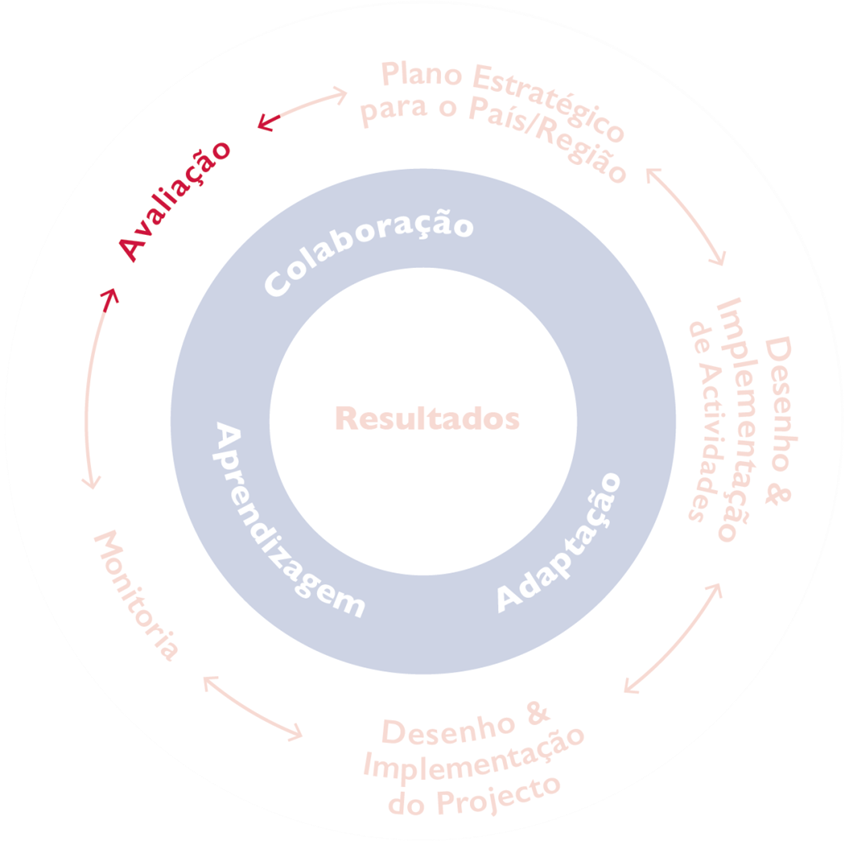 Plano Estratégico
para o País/Região
Avaliação
Colaboração
Desenho &
Implementação
de Actividades
Resultados
Aprendizagem
Adaptação
Monitoria
Desenho &
Implementação
do Projecto